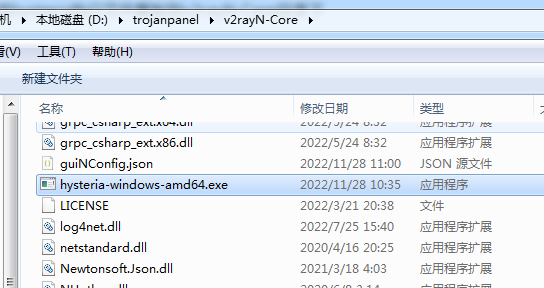 机 ▸ 本地磁盘 (D:) ▸ trojanpanel ▸ v2rayN-Core ▸
看(V) 工具(T) 帮助(H)
新建文件夹
名称 修改日期 类型
grpc_csharp_ext.x64.dll 2022/5/24 8:32 应用程序扩展
grpc_csharp_ext.x86.dll 2022/5/24 8:32 应用程序扩展
guiNConfig.json 2022/11/28 11:00 JSON 源文件
hysteria-windows-amd64.exe 2022/11/28 10:35 应用程序
LICENSE 2022/3/21 20:38 文件
log4net.dll 2022/7/25 15:40 应用程序扩展
netstandard.dll 2020/4/16 20:25 应用程序扩展
Newtonsoft.Json.dll 2021/3/18 4:03 应用程序扩展